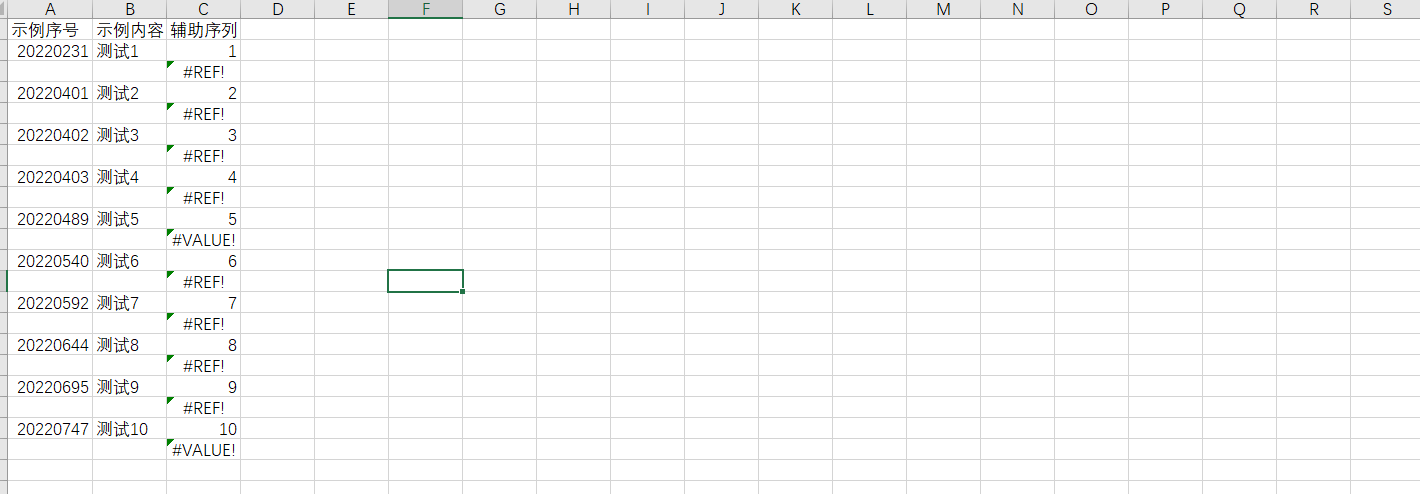 A B C D E F G H I J K L M N O P Q R S
示例序号 示例内容 辅助序列
20220231 测试1 1
#REF!
20220401 测试2 2
#REF!
20220402 测试3 3
#REF!
20220403 测试4 4
#REF!
20220489 测试5 5
#VALUE!
20220540 测试6 6
#REF!
20220592 测试7 7
#REF!
20220644 测试8 8
#REF!
20220695 测试9 9
#REF!
20220747 测试10 10
#VALUE!